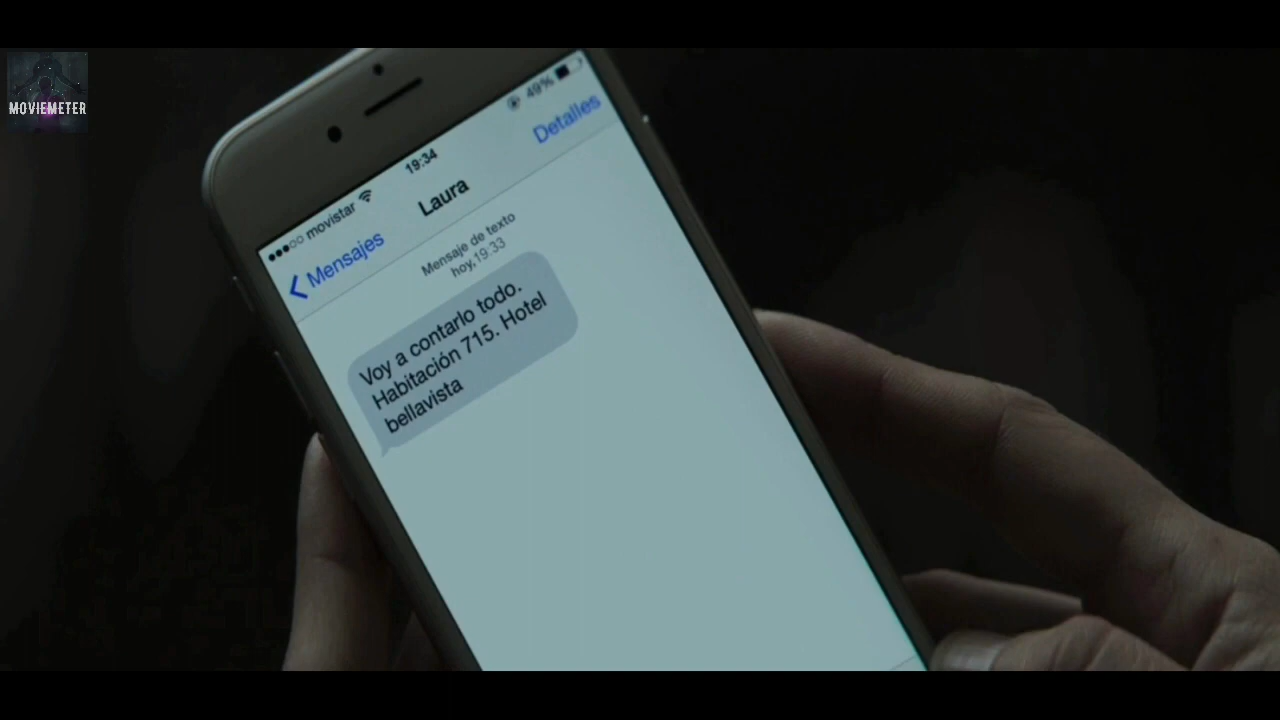 MOVIEMETER
●●●○○ movistar 19:34 49%
Mensajes Laura Detalles
Mensaje de texto
hoy, 19:33
Voy a contarlo todo.
Habitación 715. Hotel
bellavista